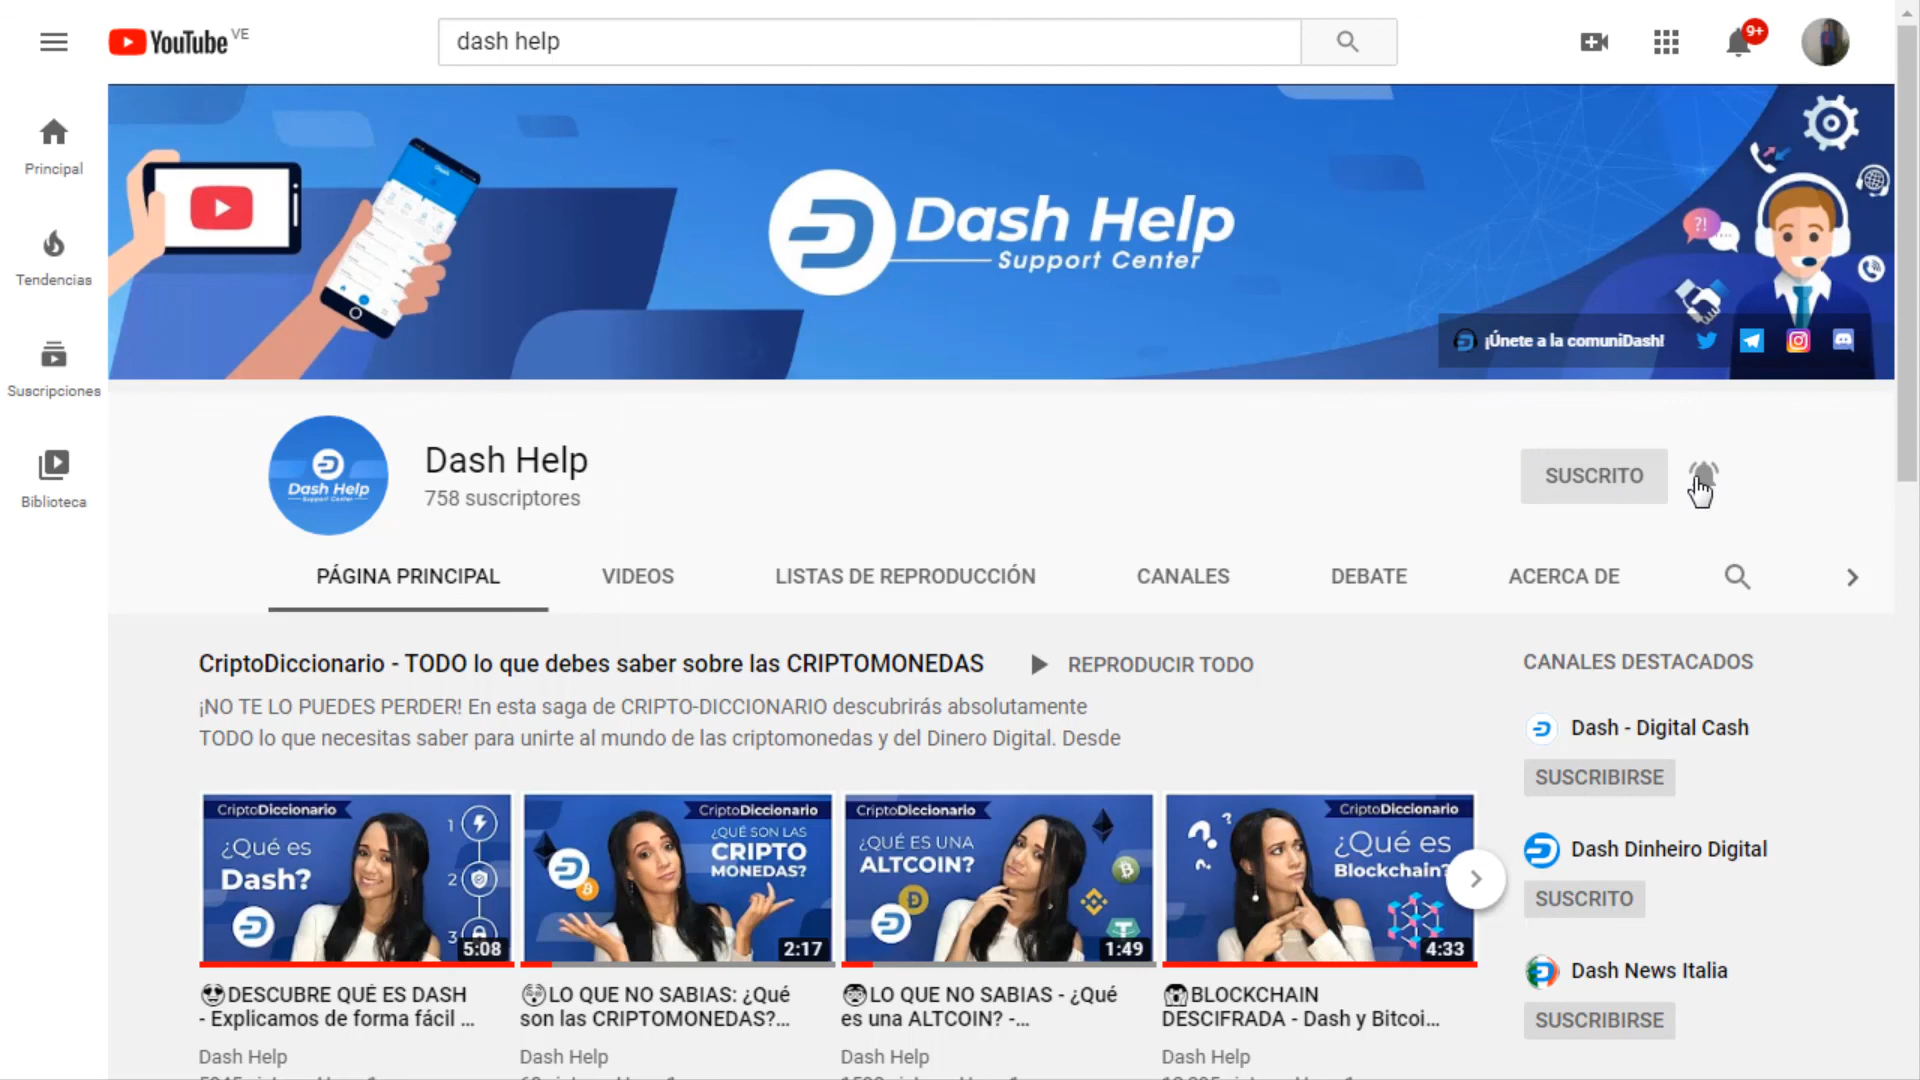 YouTube VE
dash help
9+
Principal
Tendencias
Suscripciones
Biblioteca
Dash Help
Support Center
?!
¡Únete a la comuniDash!
Dash Help
Support Center
Dash Help
758 suscriptores
SUSCRITO
PÁGINA PRINCIPAL
VIDEOS
LISTAS DE REPRODUCCIÓN
CANALES
DEBATE
ACERCA DE
CriptoDiccionario - TODO lo que debes saber sobre las CRIPTOMONEDAS
REPRODUCIR TODO
¡NO TE LO PUEDES PERDER! En esta saga de CRIPTO-DICCIONARIO descubrirás absolutamente
TODO lo que necesitas saber para unirte al mundo de las criptomonedas y del Dinero Digital. Desde
CriptoDiccionario
¿Qué es
Dash?
1
2
3
5:08
CriptoDiccionario
¿QUÉ SON LAS
CRIPTO
MONEDAS?
2:17
CriptoDiccionario
¿QUÉ ES UNA
ALTCOIN?
1:49
CriptoDiccionario
¿Qué es
Blockchain?
4:33
DESCUBRE QUÉ ES DASH
- Explicamos de forma fácil ...
Dash Help
LO QUE NO SABIAS: ¿Qué
son las CRIPTOMONEDAS?...
Dash Help
LO QUE NO SABIAS - ¿Qué
es una ALTCOIN? -...
Dash Help
BLOCKCHAIN
DESCIFRADA - Dash y Bitcoi...
Dash Help
CANALES DESTACADOS
Dash - Digital Cash
SUSCRIBIRSE
Dash Dinheiro Digital
SUSCRITO
Dash News Italia
SUSCRIBIRSE